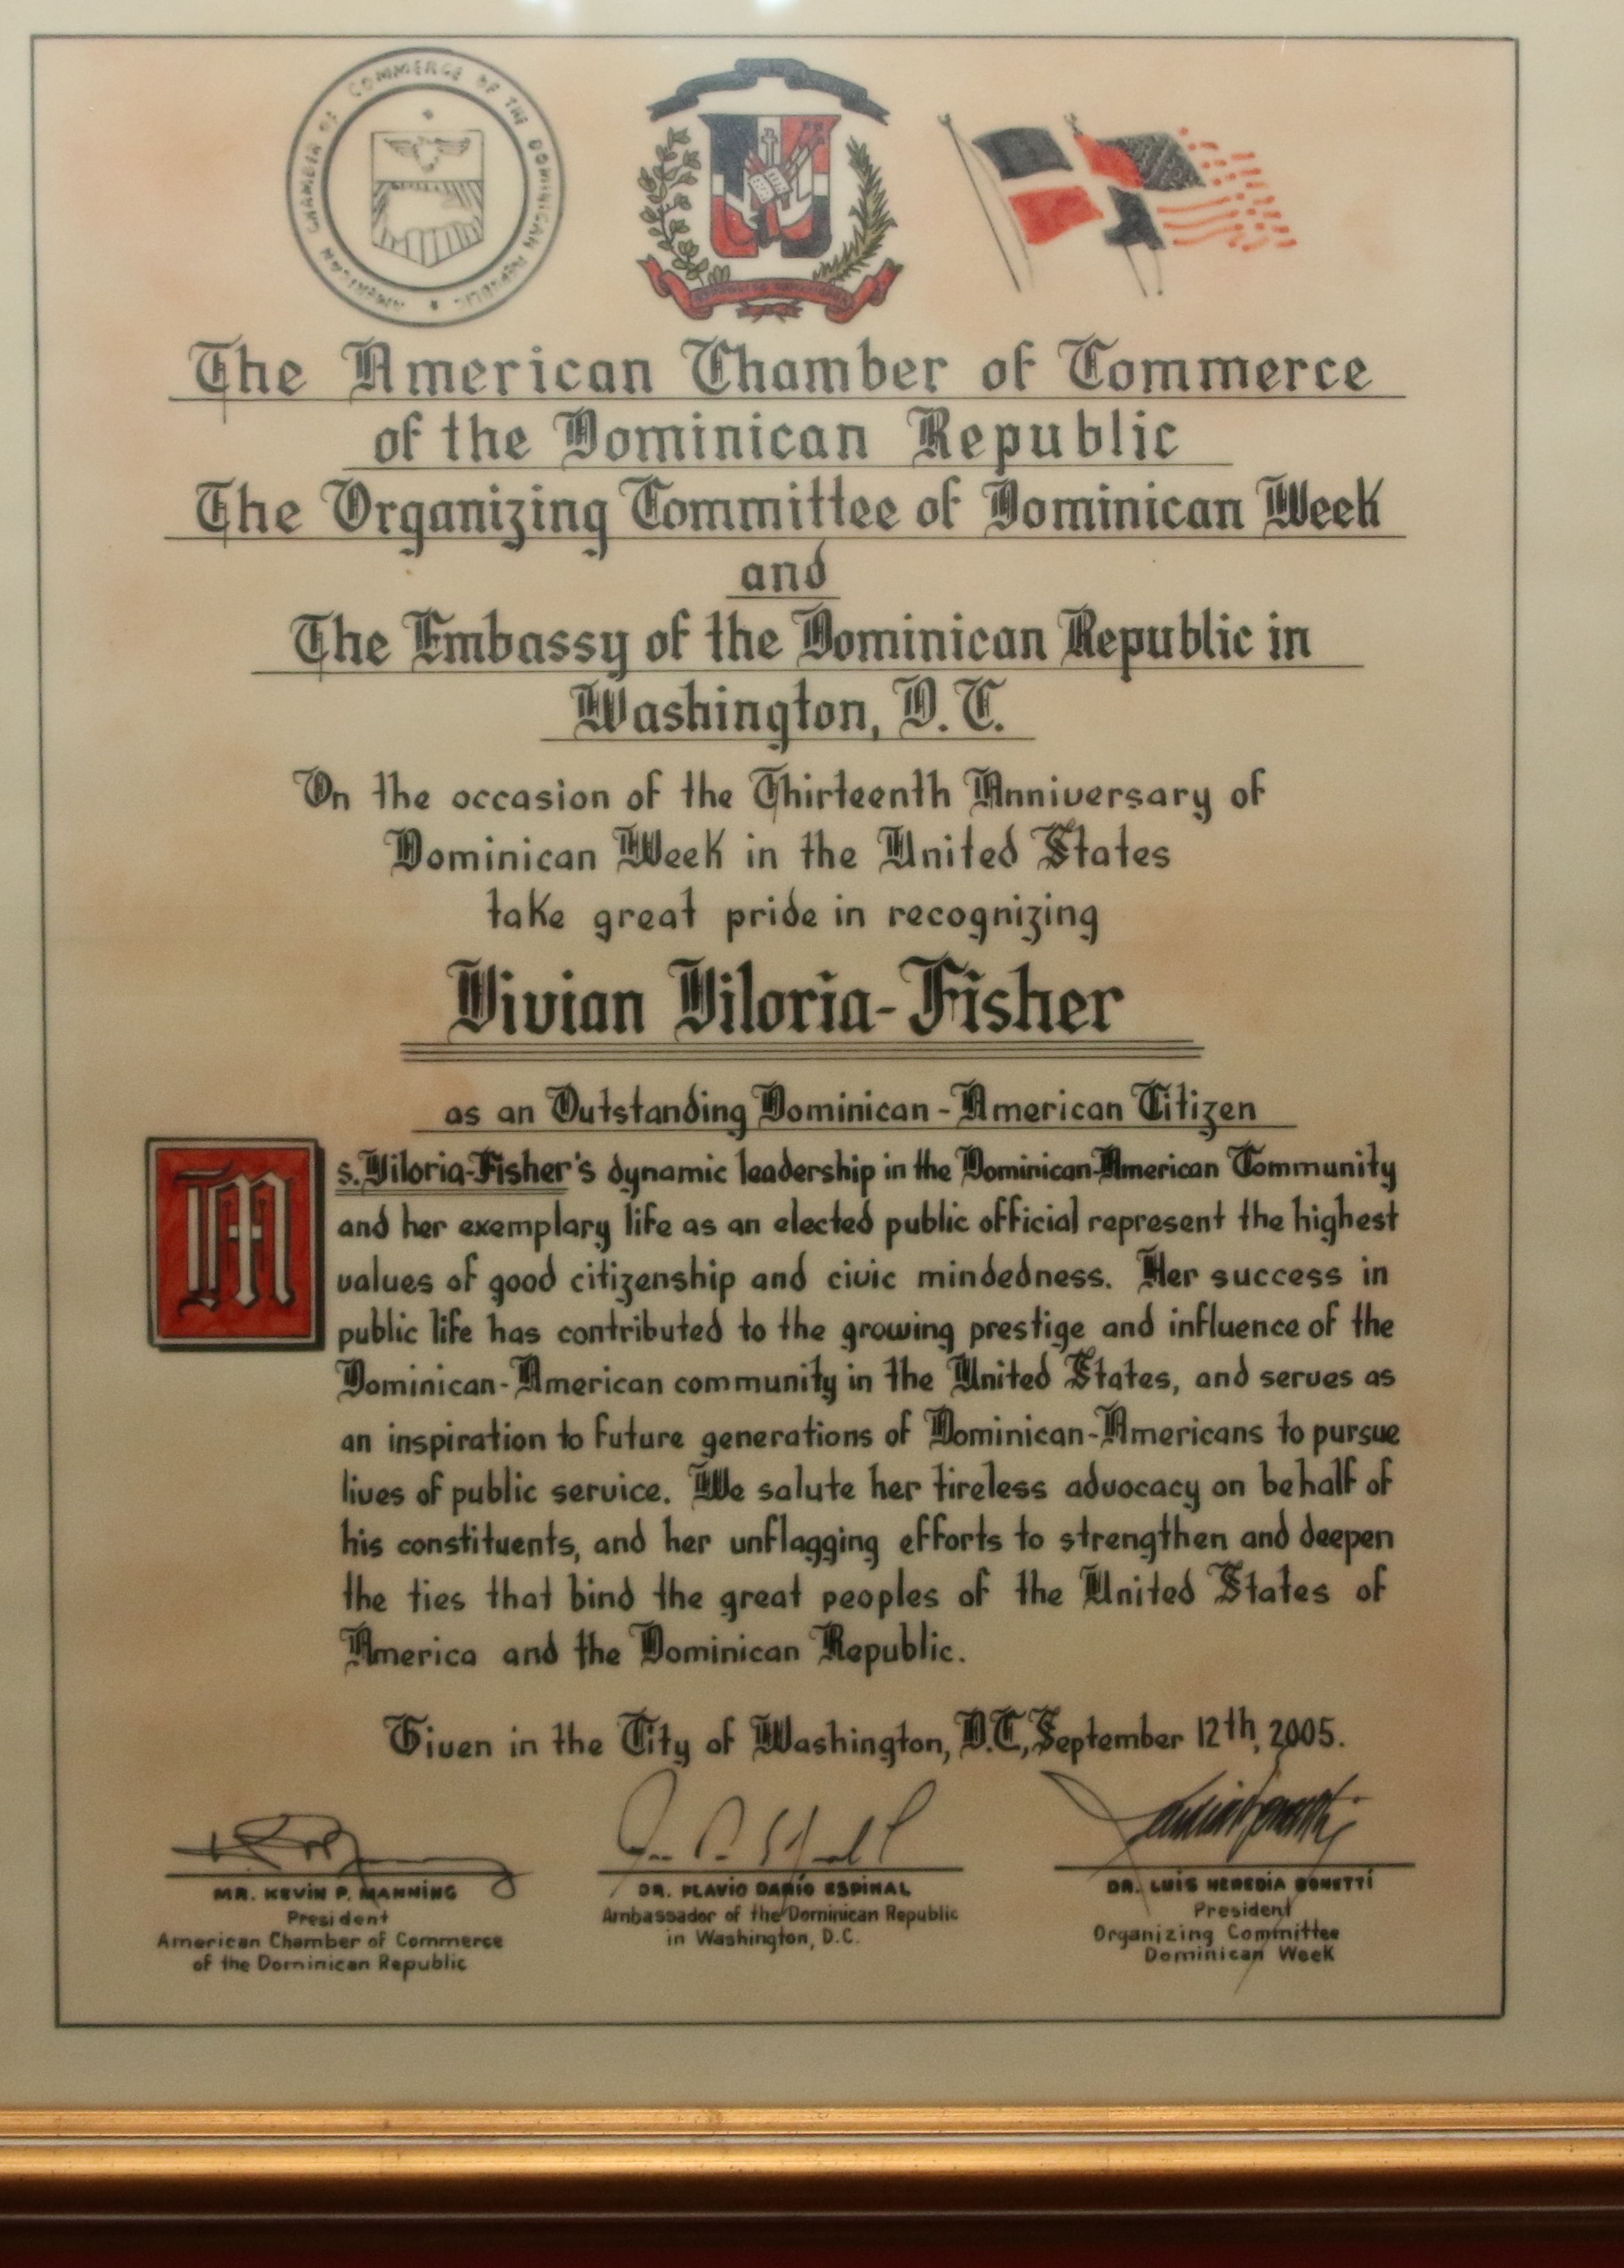 AMERICAN CHAMBER OF COMMERCE OF THE DOMINICAN REPUBLIC
The American Chamber of Commerce
of the Dominican Republic
The Organizing Committee of Dominican Week
and
The Embassy of the Dominican Republic in
Washington, D.C.
On the occasion of the Thirteenth Anniversary of
Dominican Week in the United States
take great pride in recognizing
Vivian Viloria-Fisher
as an Outstanding Dominican-American Citizen
Ms. Viloria-Fisher's dynamic leadership in the Dominican-American Community
and her exemplary life as an elected public official represent the highest
values of good citizenship and civic mindedness. Her success in
public life has contributed to the growing prestige and influence of the
Dominican-American community in the United States, and serves as
an inspiration to future generations of Dominican-Americans to pursue
lives of public service. We salute her tireless advocacy on behalf of
his constituents, and her unflagging efforts to strengthen and deepen
the ties that bind the great peoples of the United States of
America and the Dominican Republic.
Given in the City of Washington, D.C., September 12th, 2005.
MR. KEVIN P. MANNING
President
American Chamber of Commerce
of the Dominican Republic
DR. FLAVIO DARÍO ESPINAL
Ambassador of the Dominican Republic
in Washington, D.C.
DR. LUIS HEREDIA BONETTI
President
Organizing Committee
Dominican Week